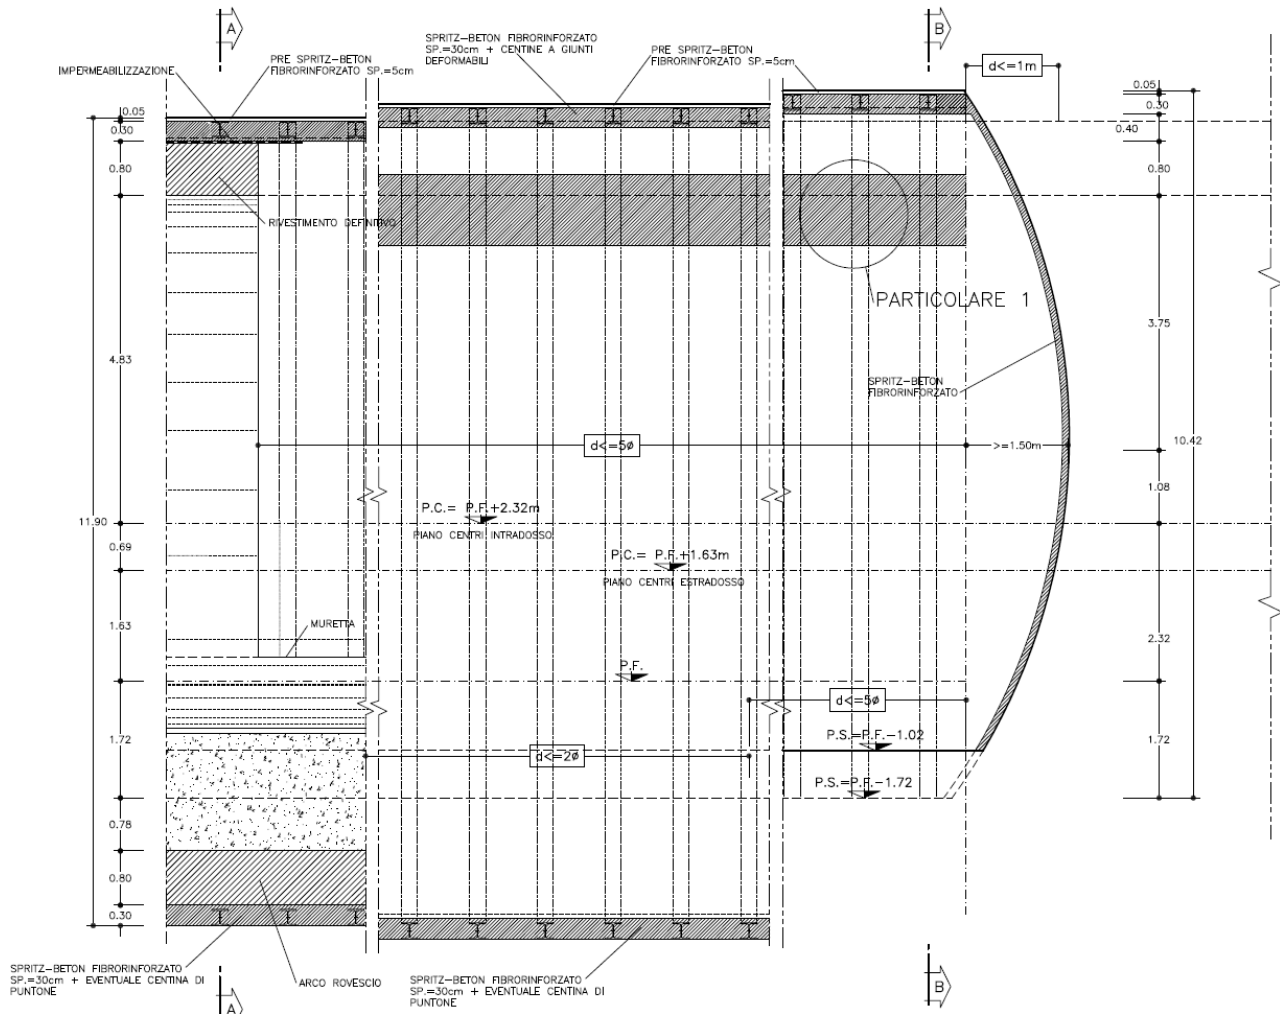 A
B
SPRITZ-BETON FIBRORINFORZATO
SP.=30cm + CENTINE A GIUNTI
DEFORMABILI
PRE SPRITZ-BETON
FIBRORINFORZATO SP.=5cm
PRE SPRITZ-BETON
FIBRORINFORZATO SP.=5cm
IMPERMEABILIZZAZIONE
d<=1m
0.05
0.30
0.80
4.83
11.90
0.69
1.63
1.72
0.78
0.80
0.30
0.05
0.30
0.40
0.80
3.75
10.42
1.08
2.32
1.72
RIVESTIMENTO DEFINITIVO
PARTICOLARE 1
SPRITZ-BETON
FIBRORINFORZATO
d<=5ø
>=1.50m
P.C.= P.F.+2.32m
PIANO CENTRI INTRADOSSO
P.C.= P.F.+1.63m
PIANO CENTRI ESTRADOSSO
MURETTA
P.F.
d<=5ø
P.S.=P.F.-1.02
d<=2ø
P.S.=P.F.-1.72
SPRITZ-BETON FIBRORINFORZATO
SP.=30cm + EVENTUALE CENTINA DI
PUNTONE
ARCO ROVESCIO
SPRITZ-BETON FIBRORINFORZATO
SP.=30cm + EVENTUALE CENTINA DI
PUNTONE
A
B